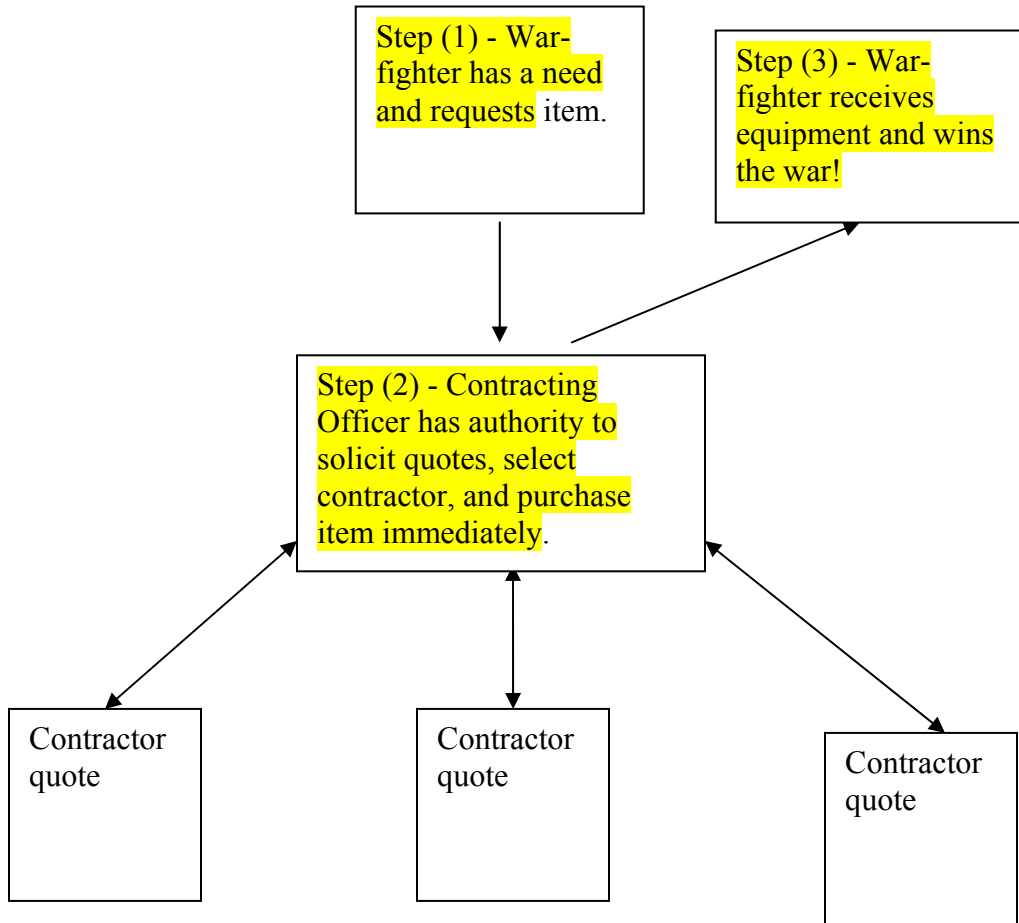 Step (1) - War-
fighter has a need
and requests item.
Step (3) - War-
fighter receives
equipment and wins
the war!
Step (2) - Contracting
Officer has authority to
solicit quotes, select
contractor, and purchase
item immediately.
Contractor
quote
Contractor
quote
Contractor
quote